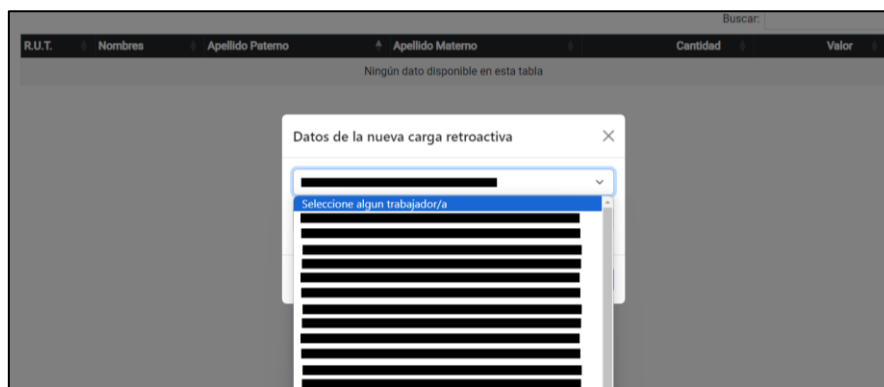 Buscar:
R.U.T. Nombres Apellido Paterno Apellido Materno Cantidad Valor
Ningún dato disponible en esta tabla
Datos de la nueva carga retroactiva
Seleccione algun trabajador/a